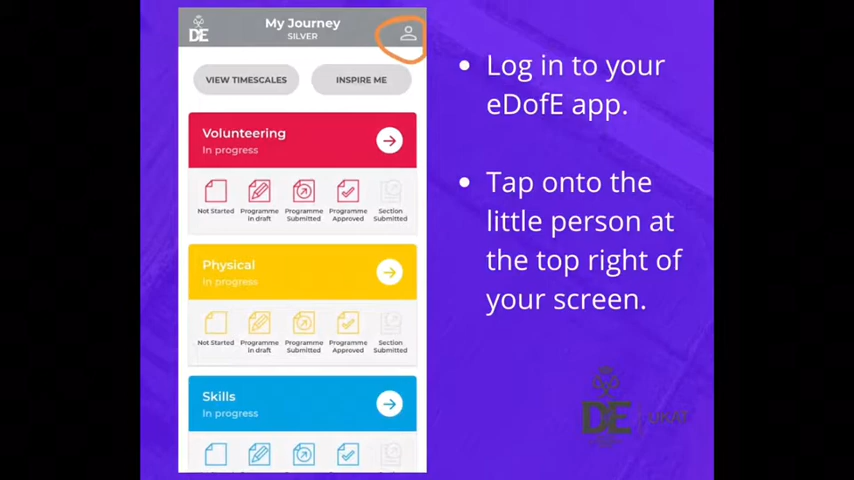 DE
My Journey
SILVER
VIEW TIMESCALES
INSPIRE ME
Volunteering
In progress
Not Started
Programme
In draft
Programme
Submitted
Programme
Approved
Section
Submitted
Physical
In progress
Not Started
Programme
In draft
Programme
Submitted
Programme
Approved
Section
Submitted
Skills
In progress
• Log in to your
eDofE app.
• Tap onto the
little person at
the top right of
your screen.
DE
UKAT